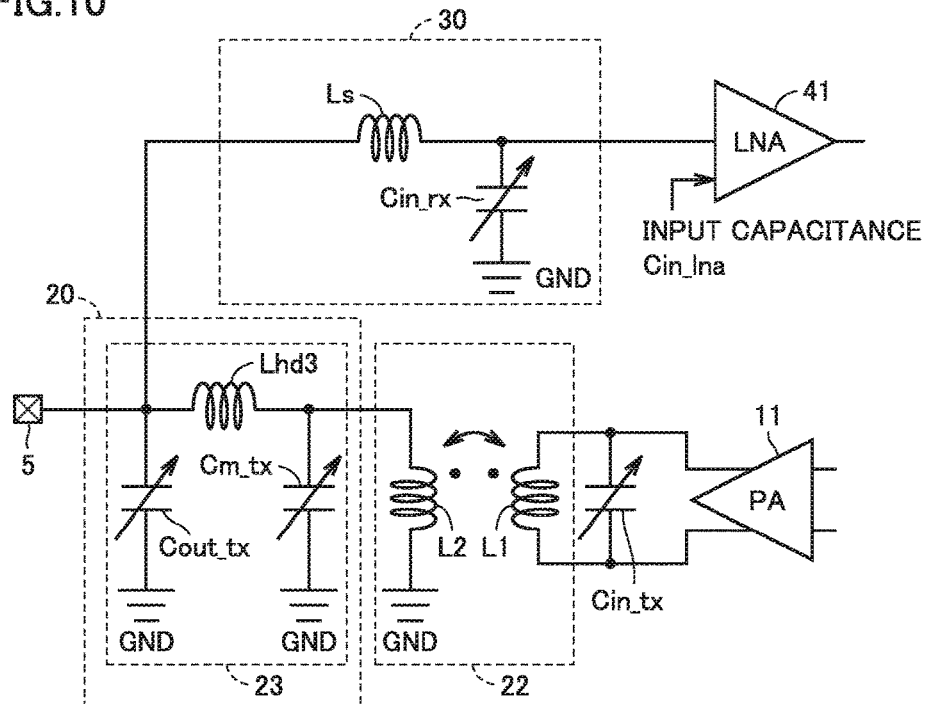 FIG.10
30
Ls
41
LNA
Cin_rx
INPUT CAPACITANCE
Cin_lna
GND
20
Lhd3
11
5
Cm_tx
PA
L2
L1
Cout_tx
Cin_tx
GND
GND
GND
23
22